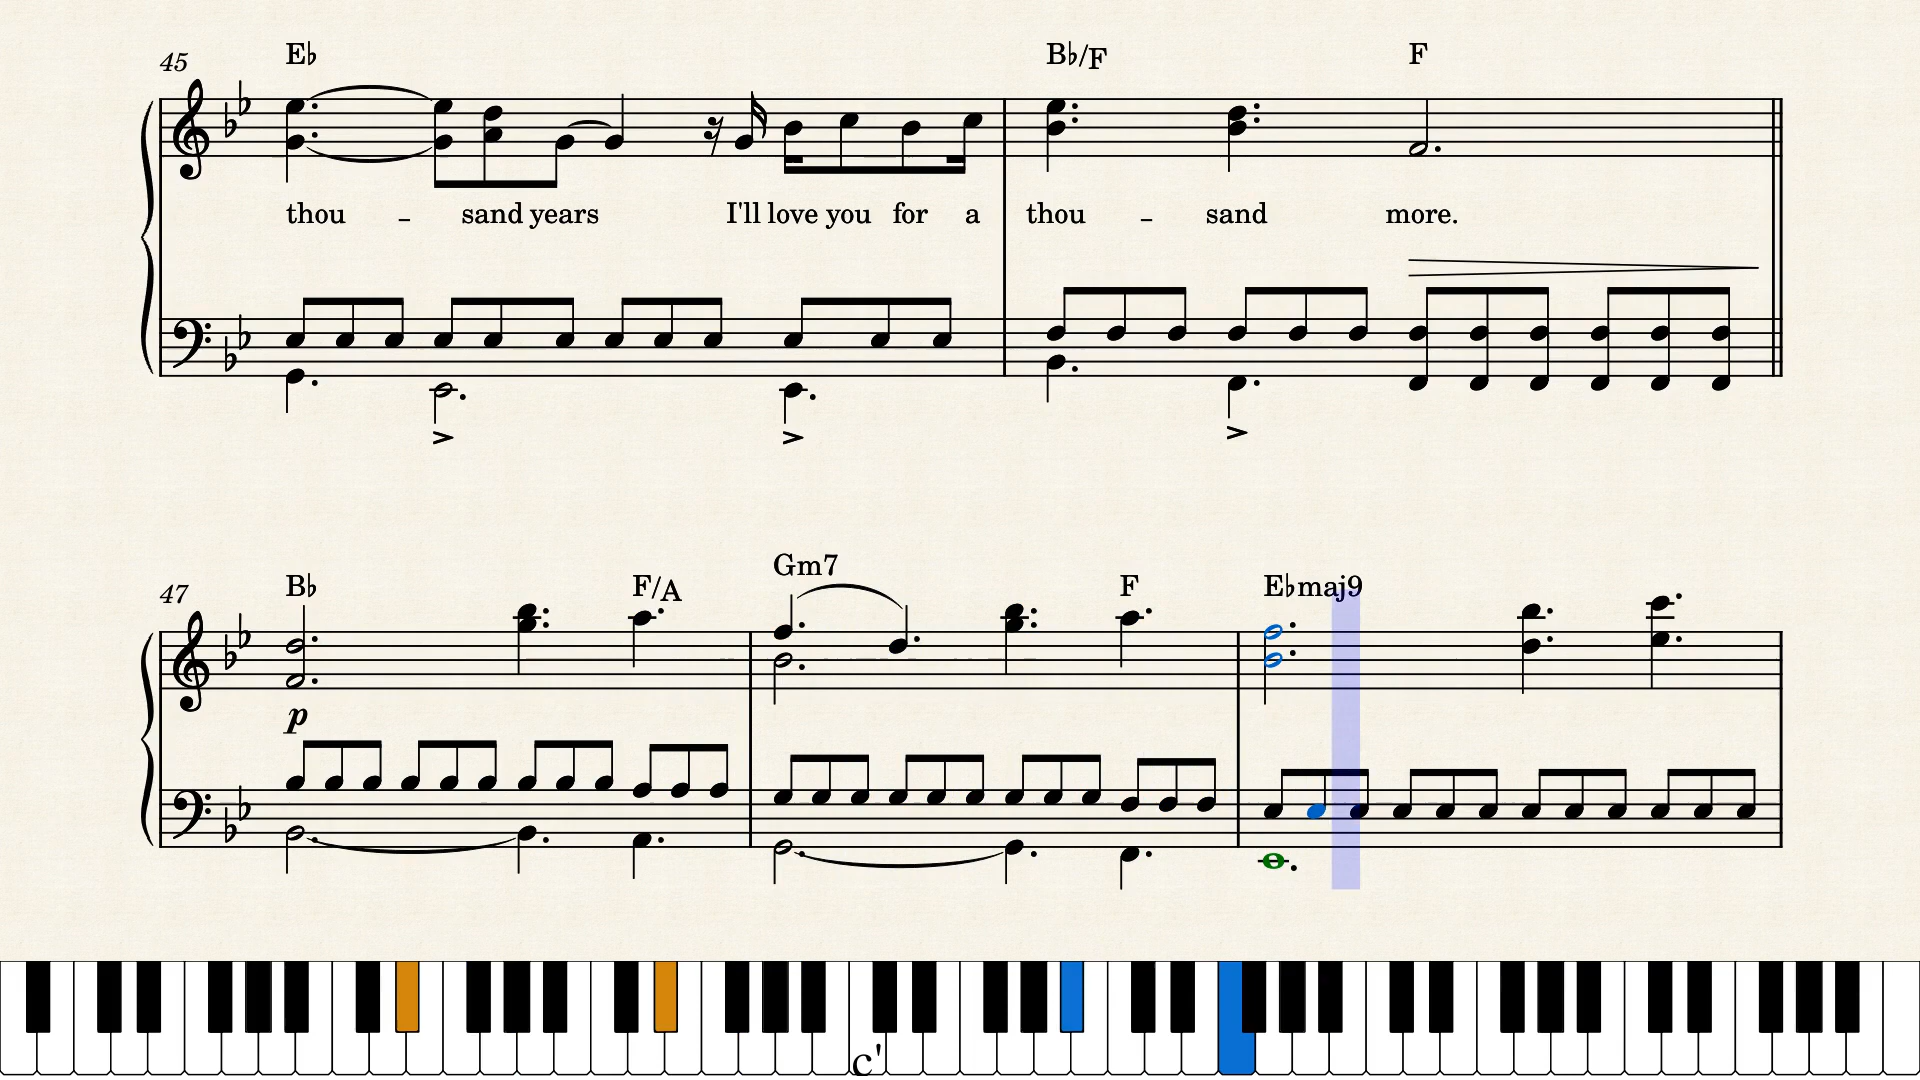 45 E♭ B♭/F F
thou - sand years I'll love you for a thou - sand more.
47 B♭ F/A Gm7 F E♭maj9
p
c'